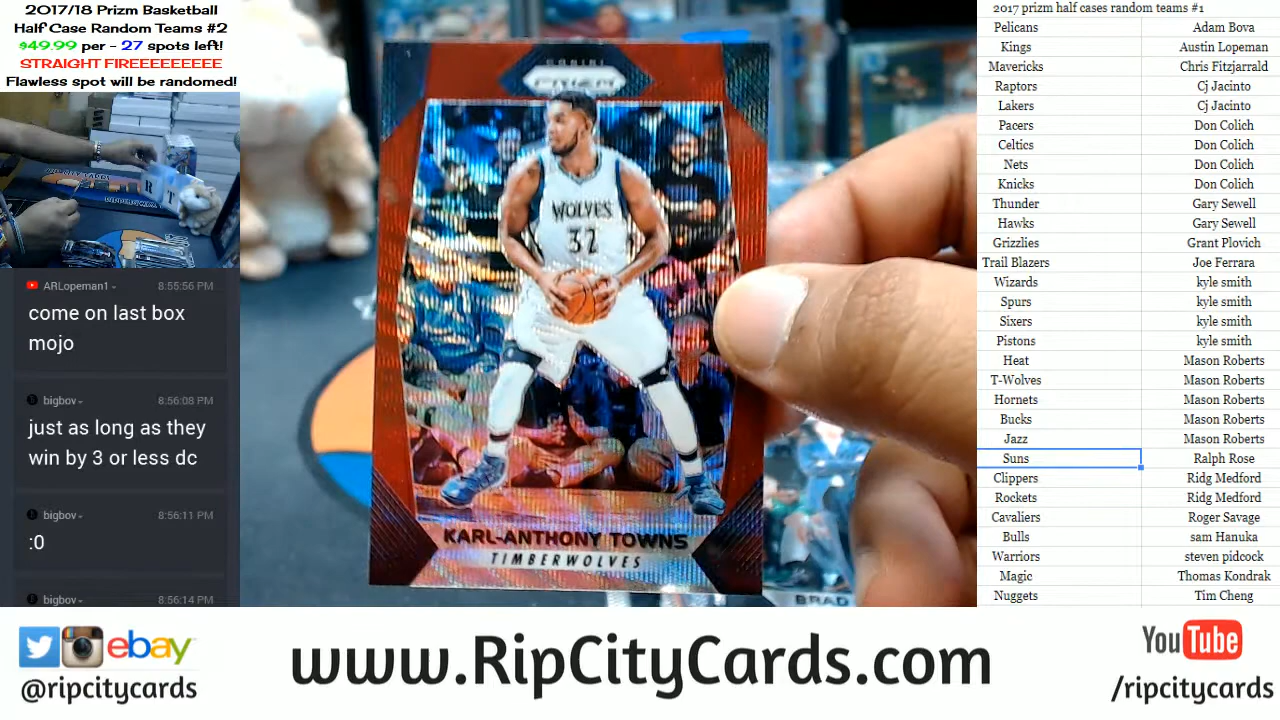 2017/18 Prizm Basketball
Half Case Random Teams #2
$49.99 per - 27 spots left!
STRAIGHT FIREEEEEEEEE
Flawless spot will be randomed!
RIP CITY CARDS
R
T
ARLopeman1
8:55:56 PM
come on last box
mojo
bigbov
8:56:08 PM
just as long as they
win by 3 or less dc
bigbov
8:56:11 PM
:0
bigbov
8:56:14 PM
PANINI
PRIZM
WOLVES
32
KARL-ANTHONY TOWNS
TIMBERWOLVES
BRAD
2017 prizm half cases random teams #1
Pelicans Adam Bova
Kings Austin Lopeman
Mavericks Chris Fitzjarrald
Raptors Cj Jacinto
Lakers Cj Jacinto
Pacers Don Colich
Celtics Don Colich
Nets Don Colich
Knicks Don Colich
Thunder Gary Sewell
Hawks Gary Sewell
Grizzlies Grant Plovich
Trail Blazers Joe Ferrara
Wizards kyle smith
Spurs kyle smith
Sixers kyle smith
Pistons kyle smith
Heat Mason Roberts
T-Wolves Mason Roberts
Hornets Mason Roberts
Bucks Mason Roberts
Jazz Mason Roberts
Suns Ralph Rose
Clippers Ridg Medford
Rockets Ridg Medford
Cavaliers Roger Savage
Bulls sam Hanuka
Warriors steven pidcock
Magic Thomas Kondrak
Nuggets Tim Cheng
ebay
@ripcitycards
www.RipCityCards.com
YouTube
/ripcitycards